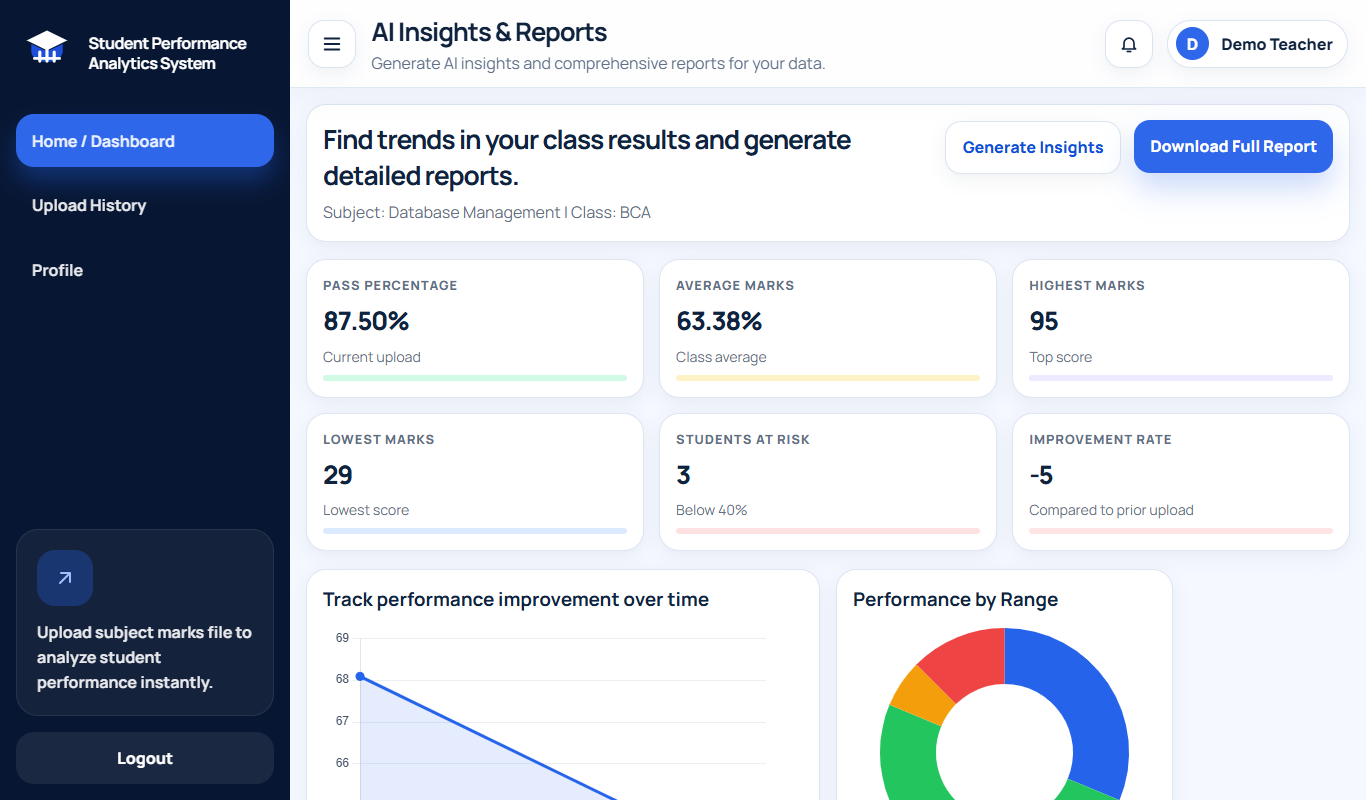 Student Performance
Analytics System
Home / Dashboard
Upload History
Profile
Upload subject marks file to
analyze student
performance instantly.
Logout
AI Insights & Reports
Generate AI insights and comprehensive reports for your data.
D
Demo Teacher
Find trends in your class results and generate
detailed reports.
Subject: Database Management | Class: BCA
Generate Insights
Download Full Report
PASS PERCENTAGE
87.50%
Current upload
AVERAGE MARKS
63.38%
Class average
HIGHEST MARKS
95
Top score
LOWEST MARKS
29
Lowest score
STUDENTS AT RISK
3
Below 40%
IMPROVEMENT RATE
-5
Compared to prior upload
Track performance improvement over time
69
68
67
66
Performance by Range